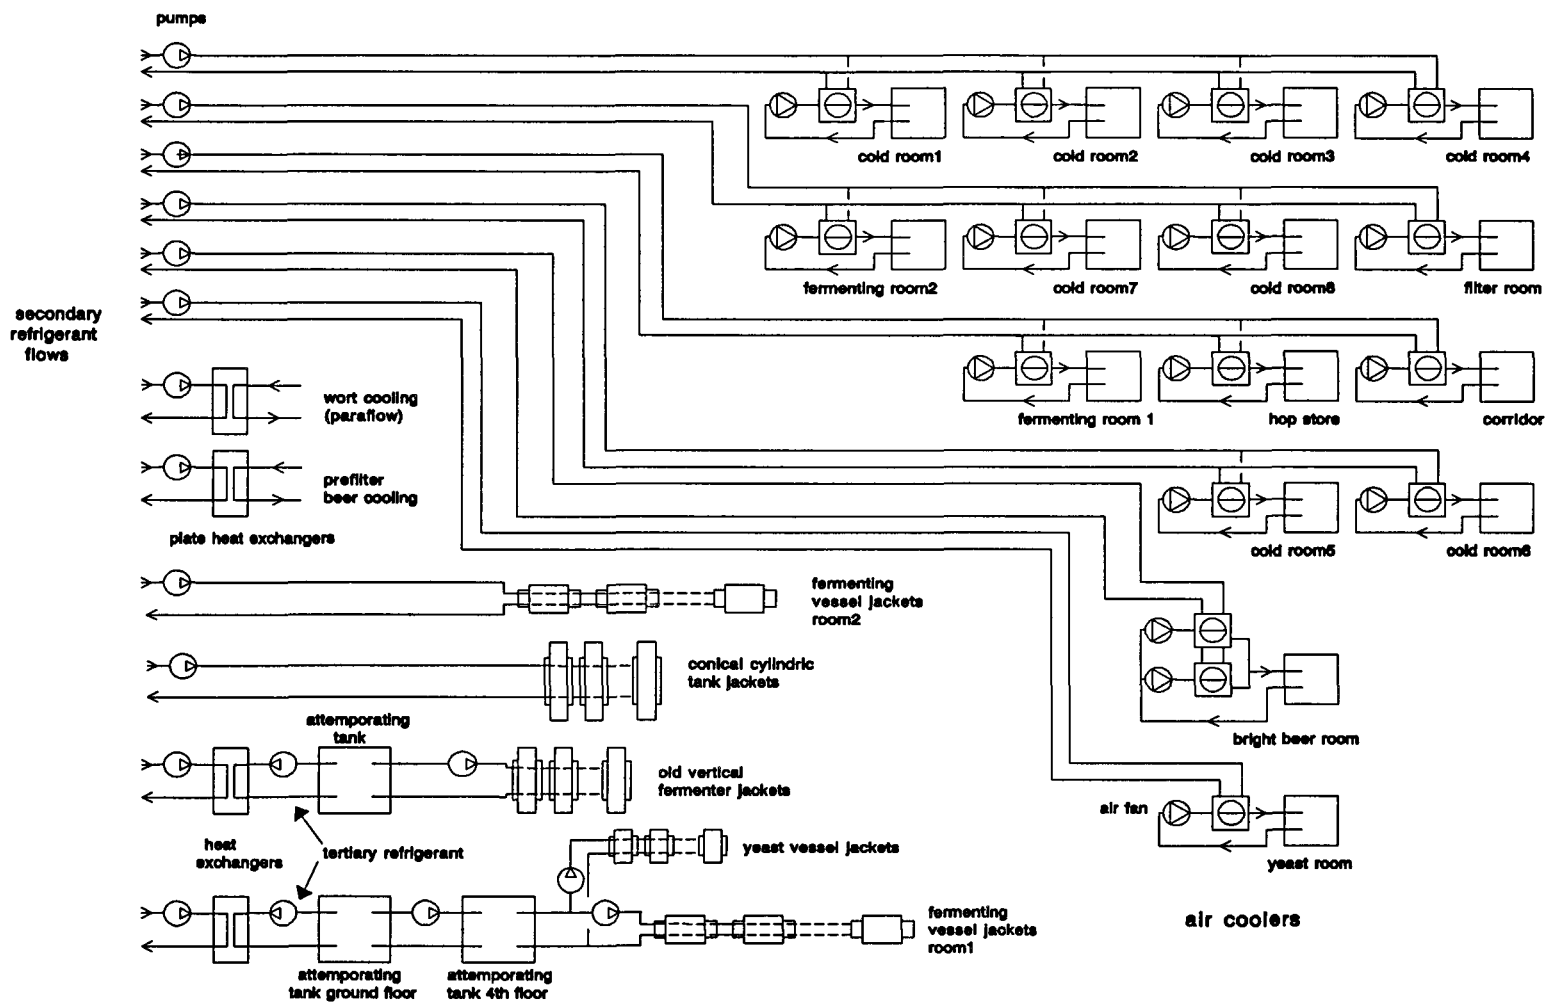 pumps
cold room1
cold room2
cold room3
cold room4
secondary
refrigerant
flows
fermenting room2
cold room7
cold room8
filter room
wort cooling
(paraflow)
fermenting room 1
hop store
corridor
prefilter
beer cooling
plate heat exchangers
cold room5
cold room6
fermenting
vessel jackets
room2
conical cylindric
tank jackets
attemporating
tank
bright beer room
old vertical
fermenter jackets
air fan
heat
exchangers
tertiary refrigerant
yeast vessel jackets
yeast room
fermenting
vessel jackets
room1
air coolers
attemporating
tank ground floor
attemporating
tank 4th floor